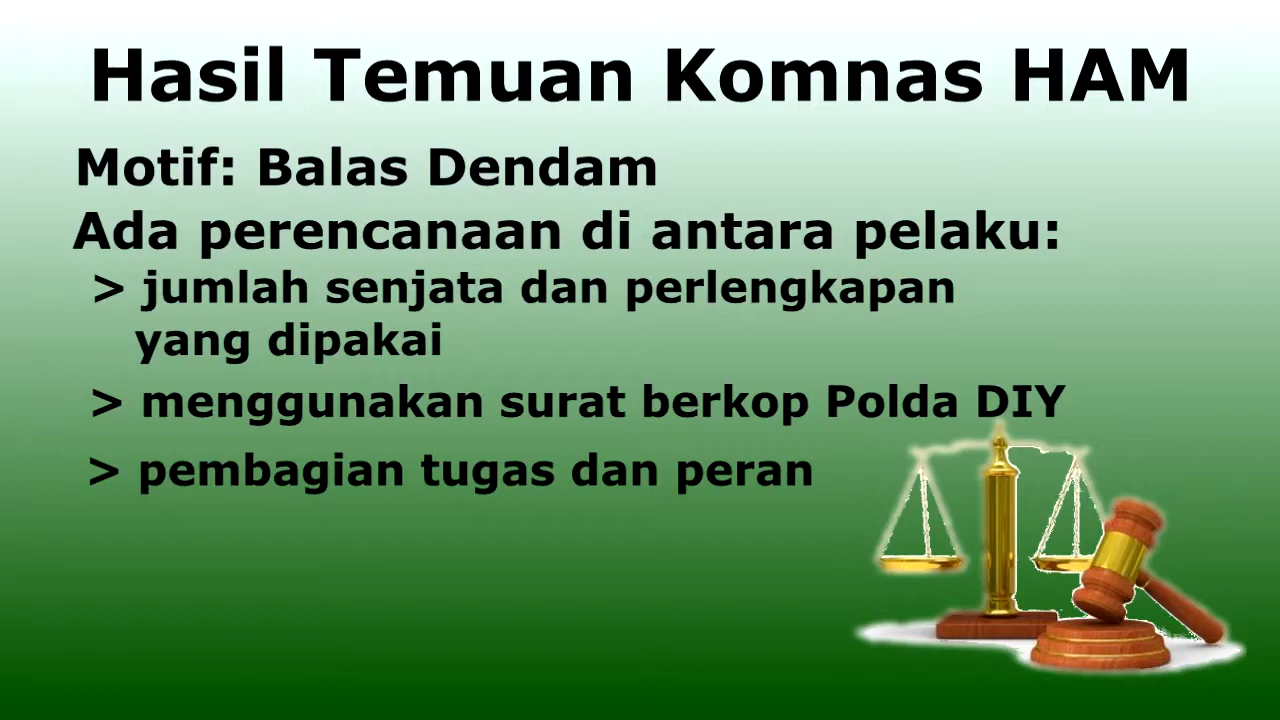 Hasil Temuan Komnas HAM
Motif: Balas Dendam
Ada perencanaan di antara pelaku:
> jumlah senjata dan perlengkapan
yang dipakai
> menggunakan surat berkop Polda DIY
> pembagian tugas dan peran